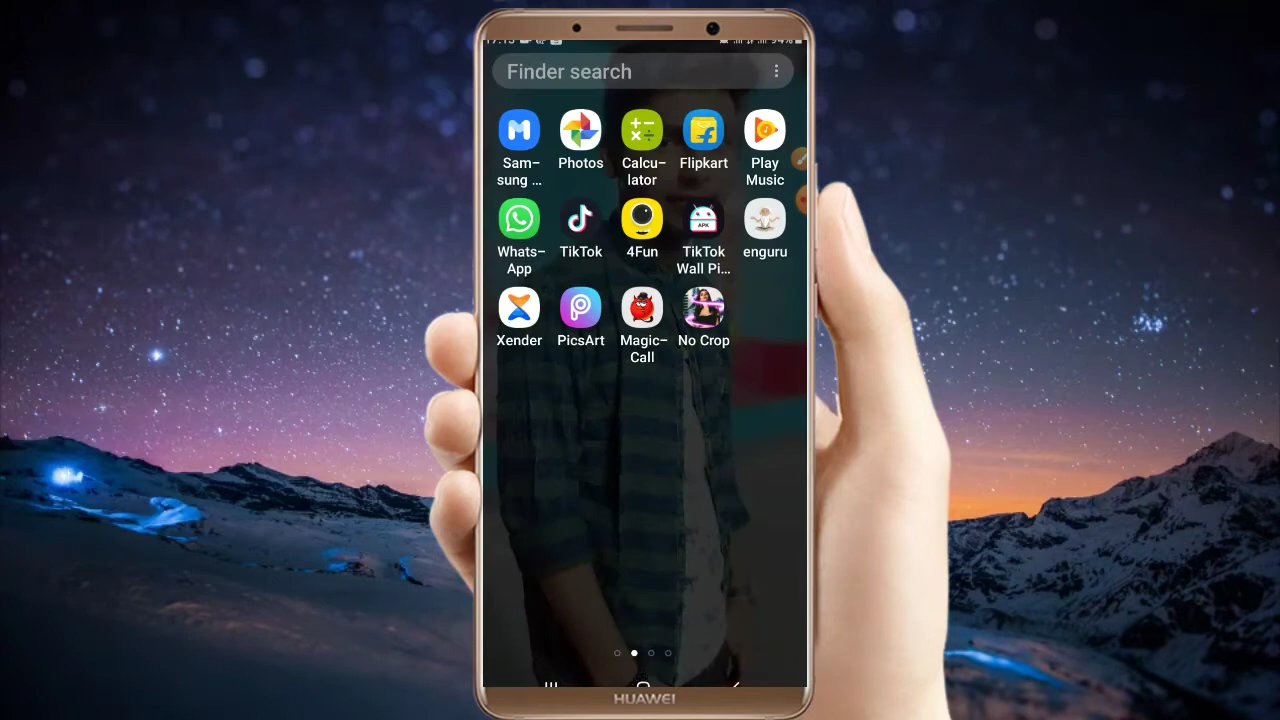 Finder search
Sam–
sung ...
Photos
Calcu–
lator
Flipkart
Play
Music
Whats–
App
TikTok
4Fun
APK
TikTok
Wall Pi...
enguru
Xender
PicsArt
Magic–
Call
No Crop
HUAWEI